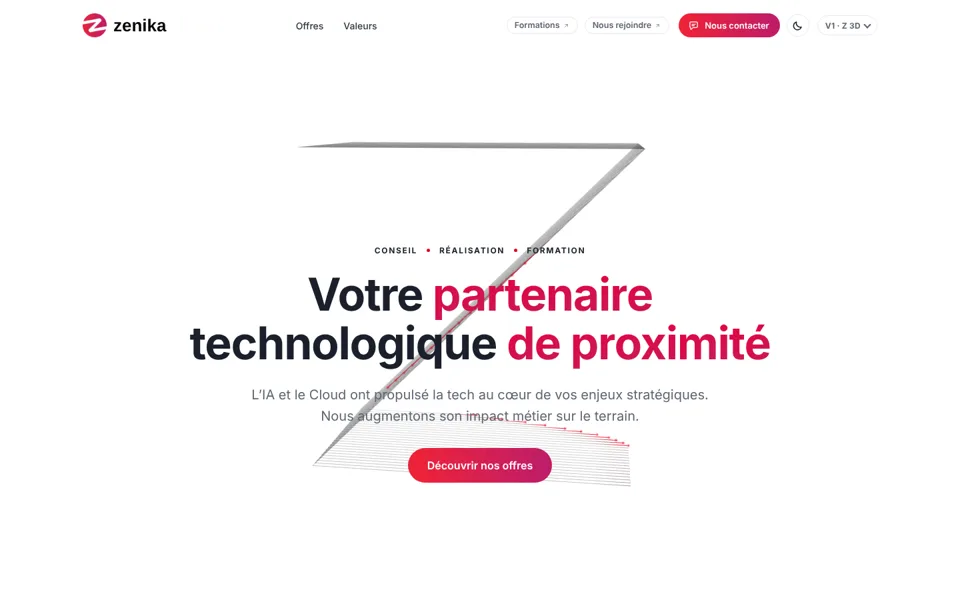 zenika
Offres
Valeurs
Formations
Nous rejoindre
Nous contacter
V1 · Z 3D
CONSEIL • RÉALISATION • FORMATION
Votre partenaire
technologique de proximité
L’IA et le Cloud ont propulsé la tech au cœur de vos enjeux stratégiques.
Nous augmentons son impact métier sur le terrain.
Découvrir nos offres